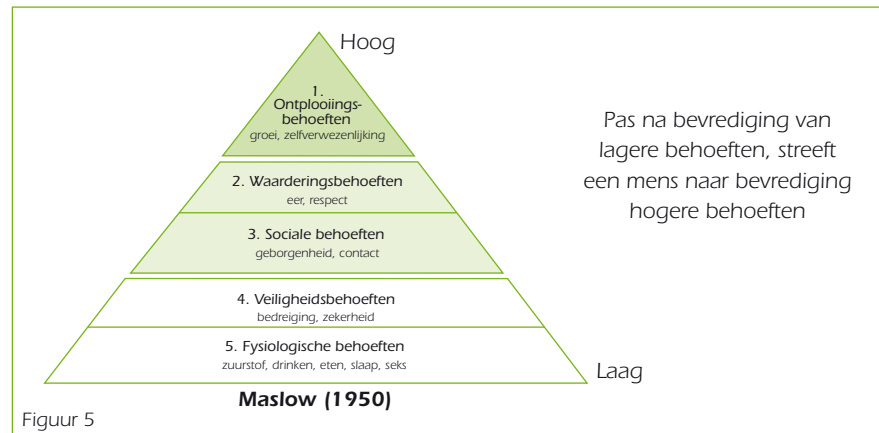 Hoog
1.
Ontplooiings-
behoeften
groei, zelfverwezenlijking
2. Waarderingsbehoeften
eer, respect
3. Sociale behoeften
geborgenheid, contact
4. Veiligheidsbehoeften
bedreiging, zekerheid
5. Fysiologische behoeften
zuurstof, drinken, eten, slaap, seks
Laag
Maslow (1950)
Pas na bevrediging van
lagere behoeften, streeft
een mens naar bevrediging
hogere behoeften
Figuur 5